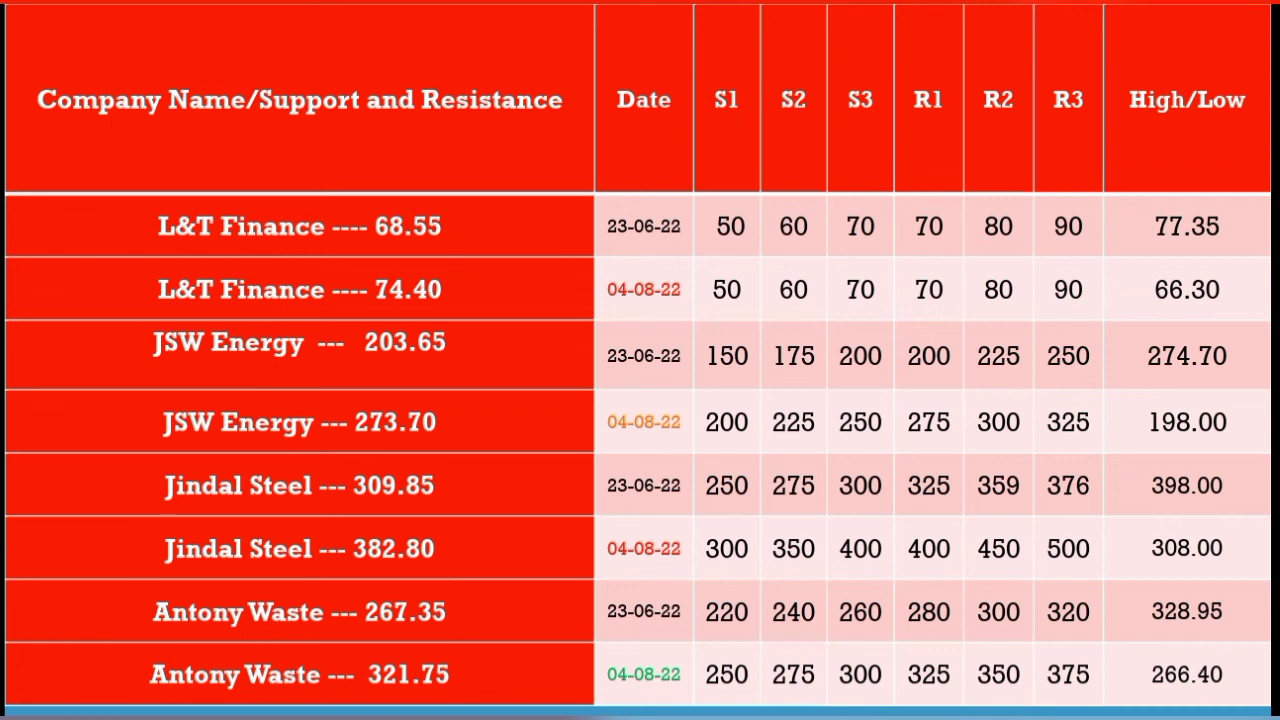 Company Name/Support and Resistance Date S1 S2 S3 R1 R2 R3 High/Low
L&T Finance ---- 68.55 23-06-22 50 60 70 70 80 90 77.35
L&T Finance ---- 74.40 04-08-22 50 60 70 70 80 90 66.30
JSW Energy --- 203.65 23-06-22 150 175 200 200 225 250 274.70
JSW Energy --- 273.70 04-08-22 200 225 250 275 300 325 198.00
Jindal Steel --- 309.85 23-06-22 250 275 300 325 359 376 398.00
Jindal Steel --- 382.80 04-08-22 300 350 400 400 450 500 308.00
Antony Waste --- 267.35 23-06-22 220 240 260 280 300 320 328.95
Antony Waste --- 321.75 04-08-22 250 275 300 325 350 375 266.40